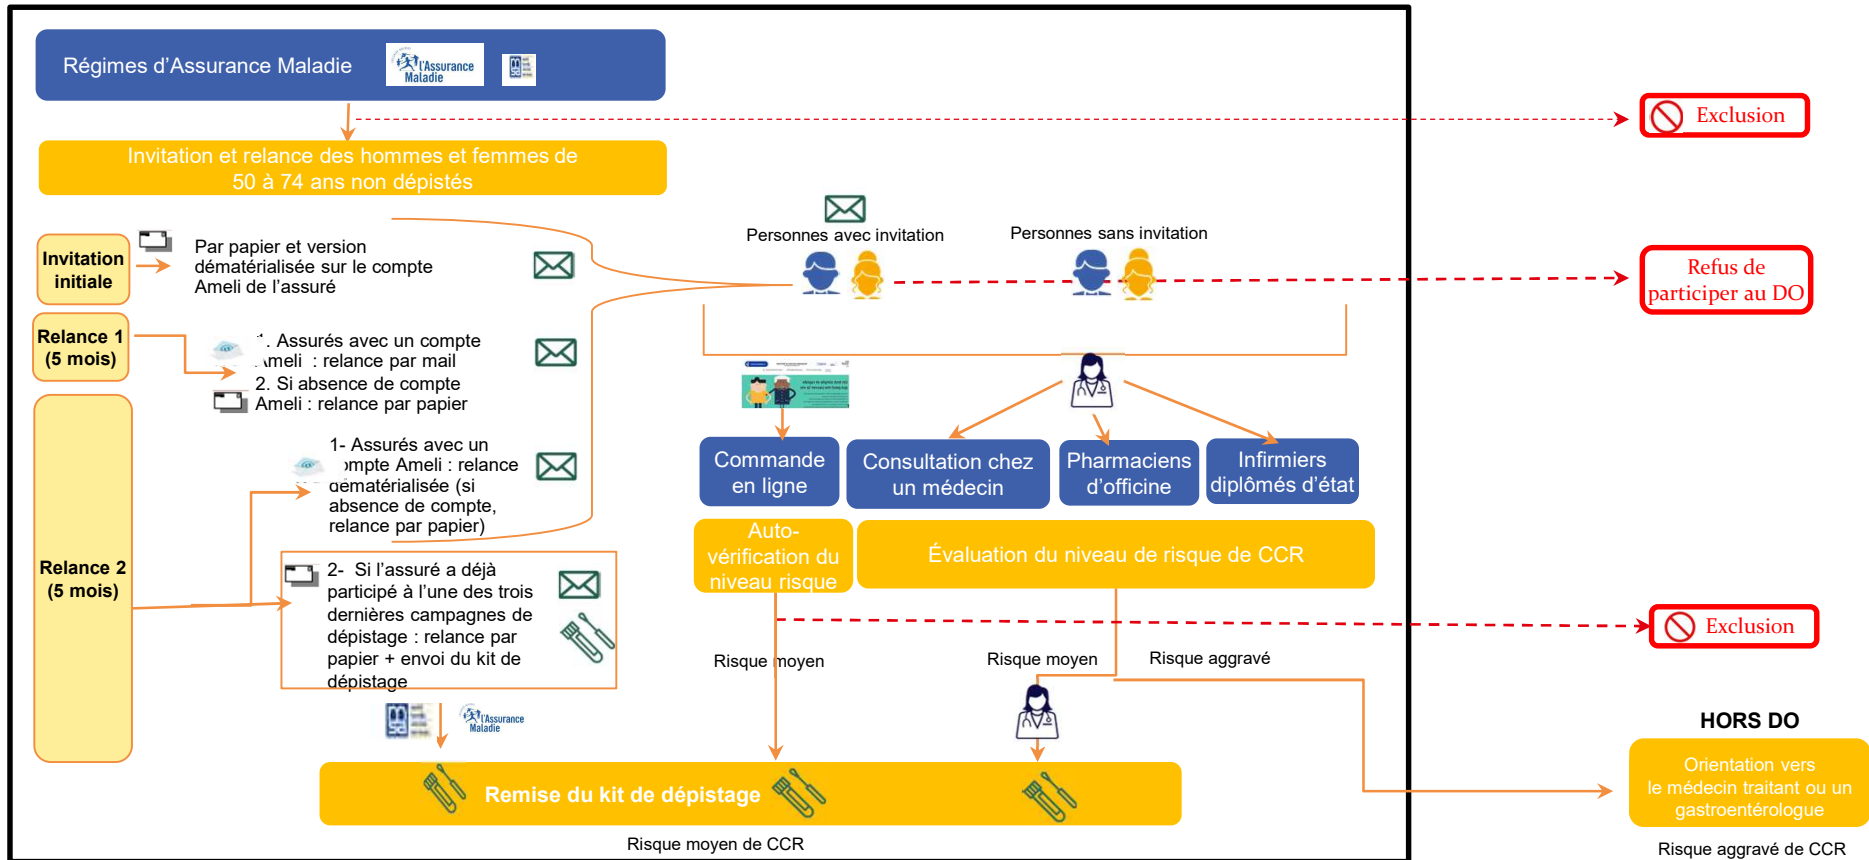 Régimes d'Assurance Maladie
l'Assurance
Maladie
Exclusion
Invitation et relance des hommes et femmes de
50 à 74 ans non dépistés
Invitation
initiale
Par papier et version
dématérialisée sur le compte
Ameli de l'assuré
Personnes avec invitation
Personnes sans invitation
Refus de
participer au DO
Relance 1
(5 mois)
1. Assurés avec un compte
Ameli : relance par mail
2. Si absence de compte
Ameli : relance par papier
Relance 2
(5 mois)
1- Assurés avec un
compte Ameli : relance
dématérialisée (si
absence de compte,
relance par papier)
2- Si l'assuré a déjà
participé à l'une des trois
dernières campagnes de
dépistage : relance par
papier + envoi du kit de
dépistage
Commande
en ligne
Consultation chez
un médecin
Pharmaciens
d'officine
Infirmiers
diplômés d'état
Auto-
vérification du
niveau risque
Évaluation du niveau de risque de CCR
Exclusion
Risque moyen
Risque moyen
Risque aggravé
l'Assurance
Maladie
Remise du kit de dépistage
Risque moyen de CCR
HORS DO
Orientation vers
le médecin traitant ou un
gastroentérologue
Risque aggravé de CCR